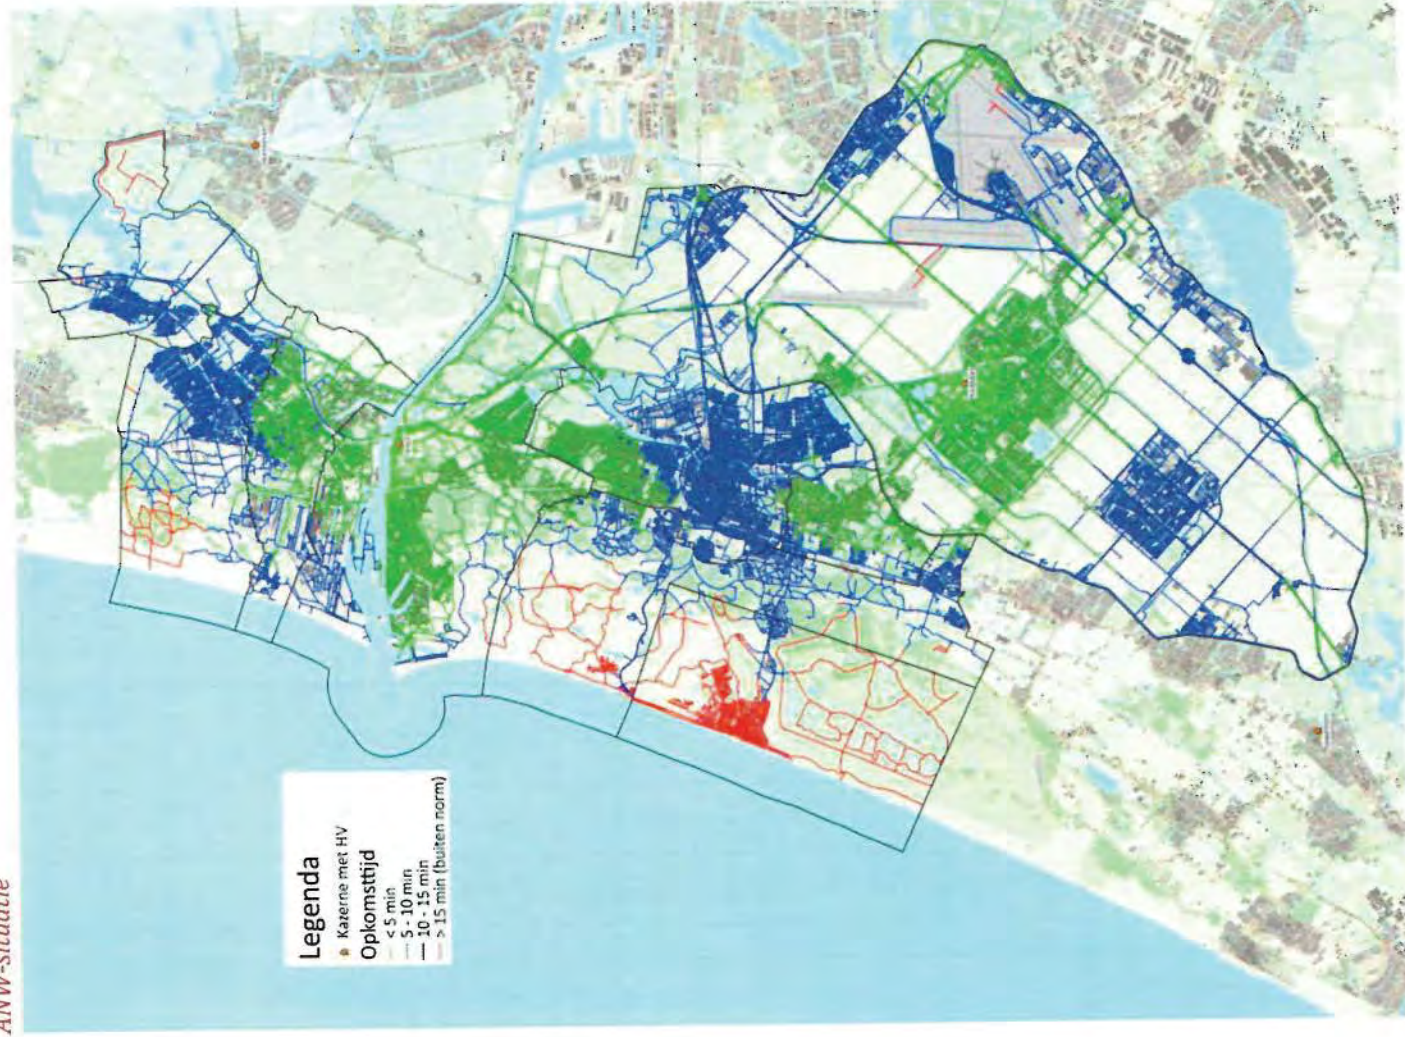 ANW-situatie
Legenda
Kazerne met HV
Opkomsttijd
< 5 min
5 - 10 min
10 - 15 min
> 15 min (buiten norm)